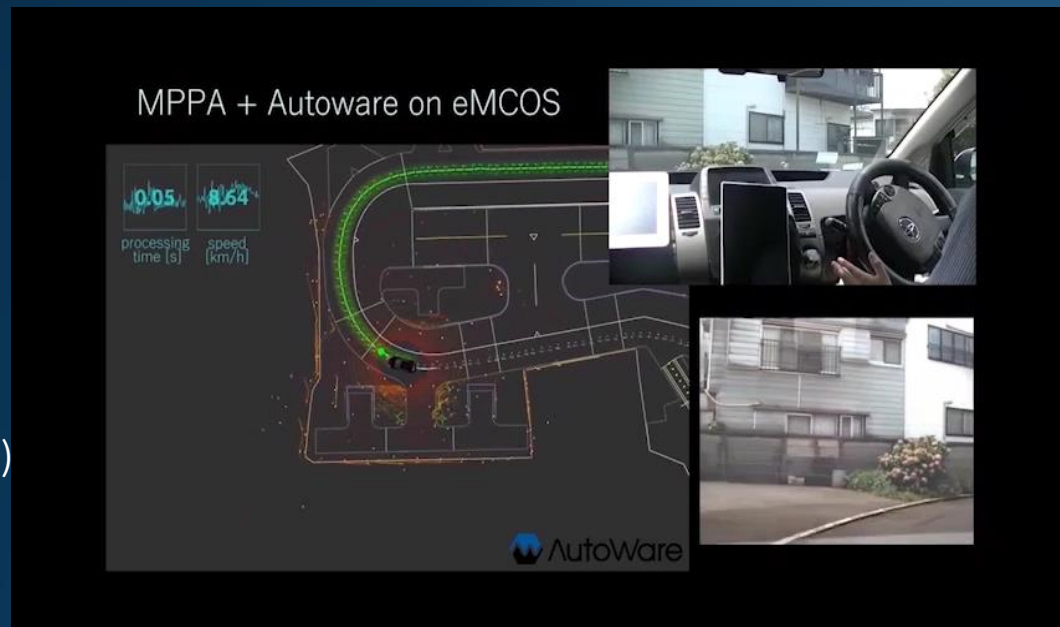 MPPA + Autoware on eMCOS
0.05
8.64
processing
time [s]
speed
[km/h]
)
AutoWare